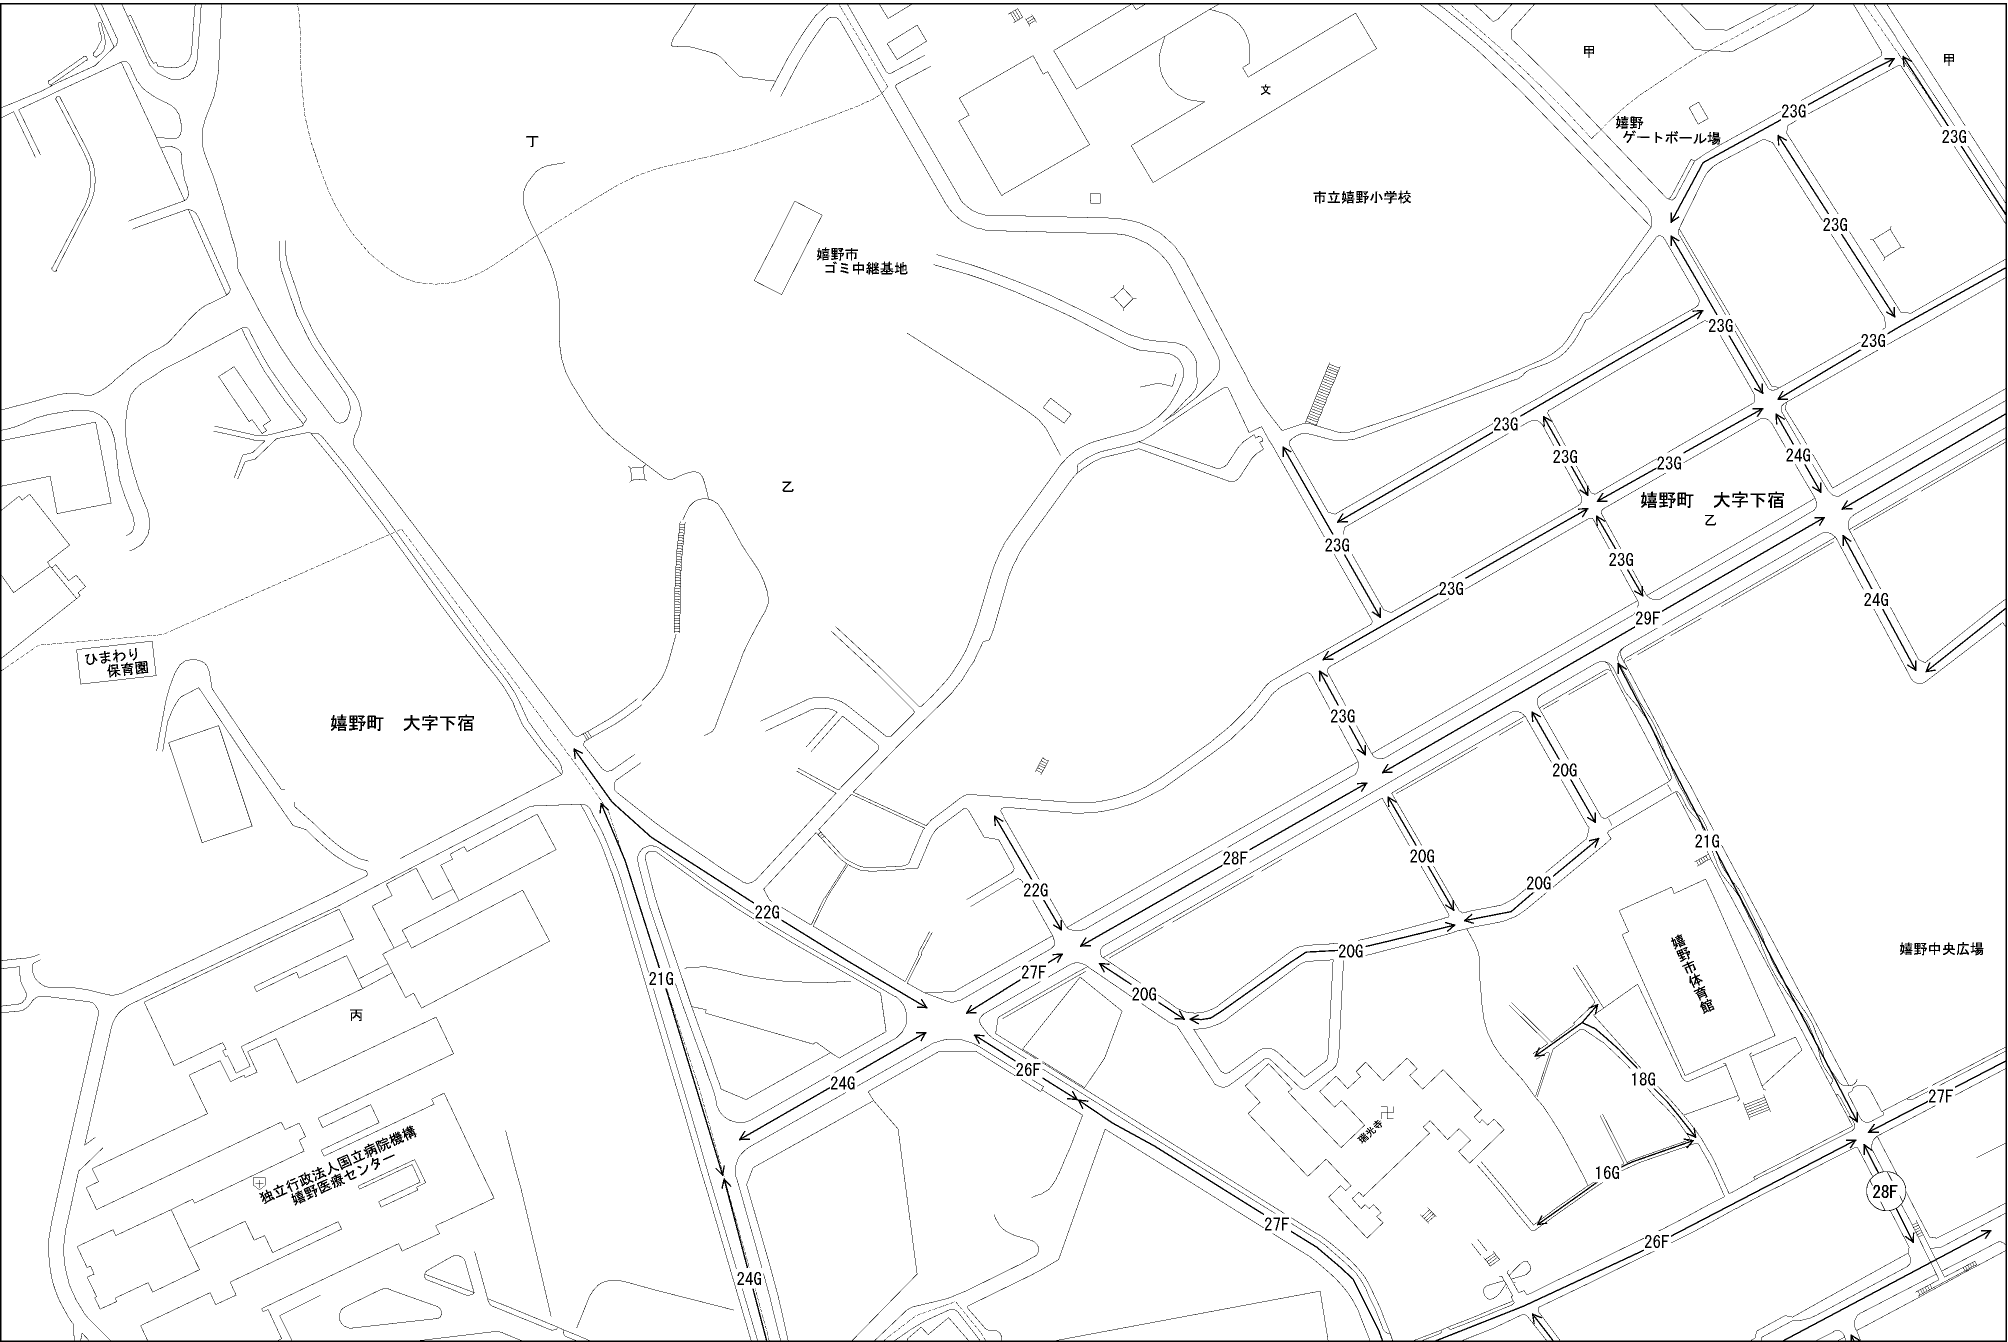 甲
甲
文
23G
嬉野
ゲートボール場
23G
丁
市立嬉野小学校
23G
嬉野市
ゴミ中継基地
23G
23G
23G
23G
23G
24G
乙
嬉野町 大字下宿
乙
23G
23G
23G
24G
29F
ひまわり
保育園
嬉野町 大字下宿
23G
20G
21G
28F
20G
20G
22G
22G
嬉野市体育館
嬉野中央広場
20G
27F
21G
20G
丙
26F
24G
18G
27F
瑞光寺
独立行政法人国立病院機構
嬉野医療センター
16G
28F
27F
26F
24G